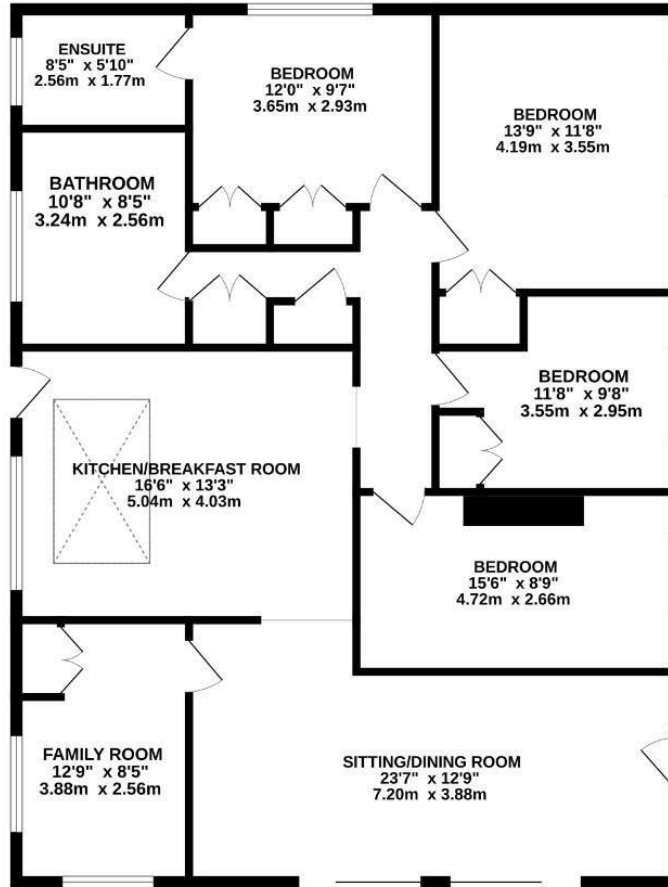 ENSUITE
8'5" x 5'10"
2.56m x 1.77m
BEDROOM
12'0" x 9'7"
3.65m x 2.93m
BEDROOM
13'9" x 11'8"
4.19m x 3.55m
BATHROOM
10'8" x 8'5"
3.24m x 2.56m
BEDROOM
11'8" x 9'8"
3.55m x 2.95m
KITCHEN/BREAKFAST ROOM
16'6" x 13'3"
5.04m x 4.03m
BEDROOM
15'6" x 8'9"
4.72m x 2.66m
FAMILY ROOM
12'9" x 8'5"
3.88m x 2.56m
SITTING/DINING ROOM
23'7" x 12'9"
7.20m x 3.88m